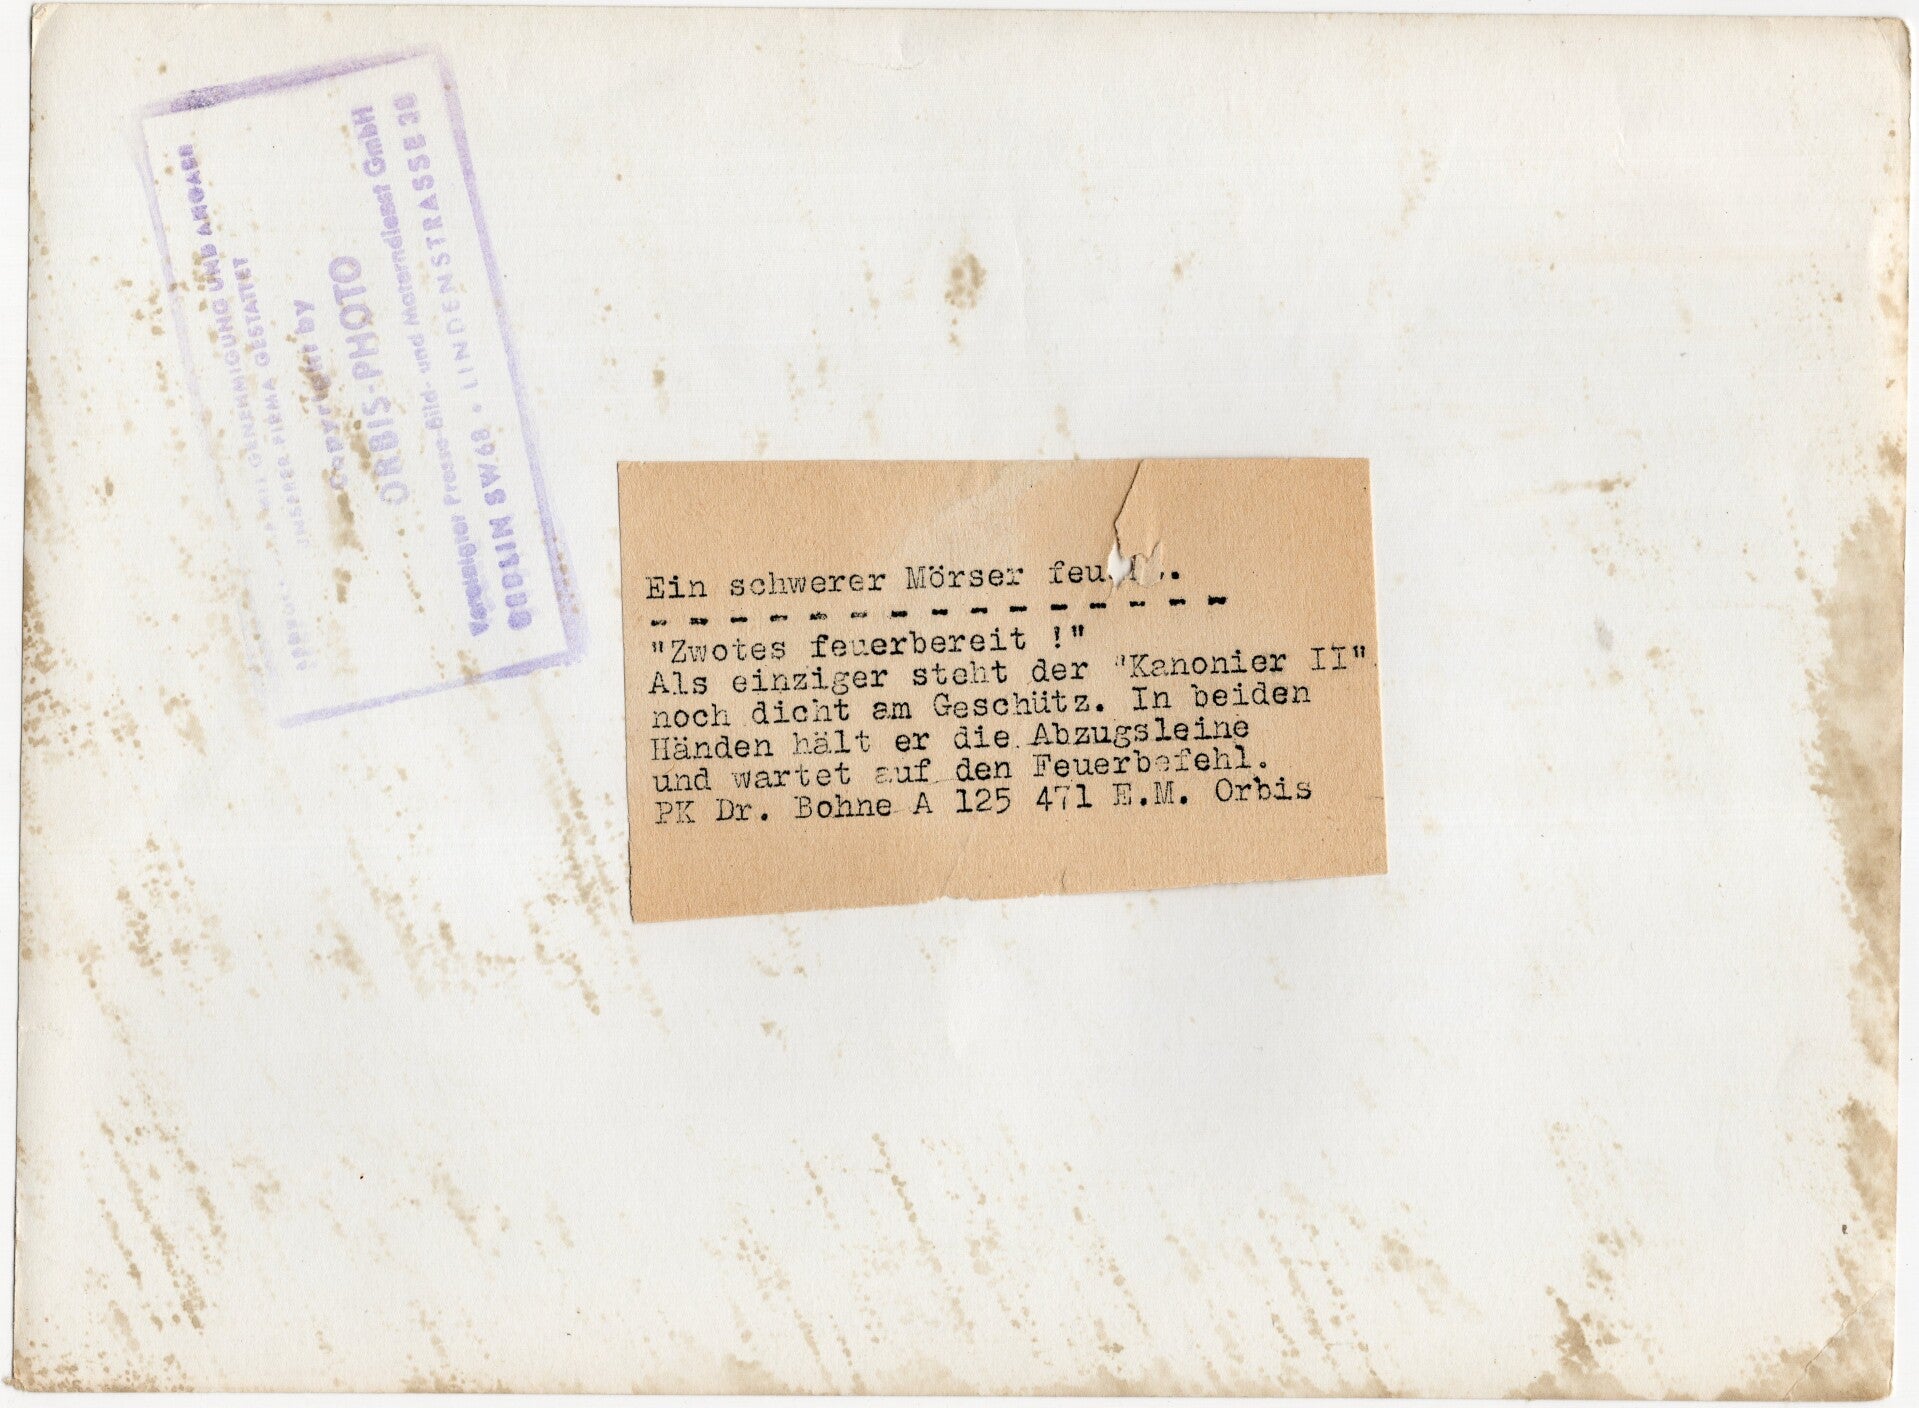 MIT GENEHMIGUNG UND ANGABE
UNSERER FIRMA GESTATTET
Copyright by
ORBIS-PHOTO
Vereinigter Presse-Bild- und Materndienst GmbH
BERLIN SW 68 • LINDENSTRASSE
Ein schwerer Mörser
- - - - - - - - - - - - - - -
"Zwotes feuerbereit !"
Als einziger steht der "Kanonier II"
noch dicht am Geschütz. In beiden
Händen hält er die Abzugsleine
und wartet auf den Feuerbefehl.
PK Dr. Bohne A 125 471 E.M. Orbis